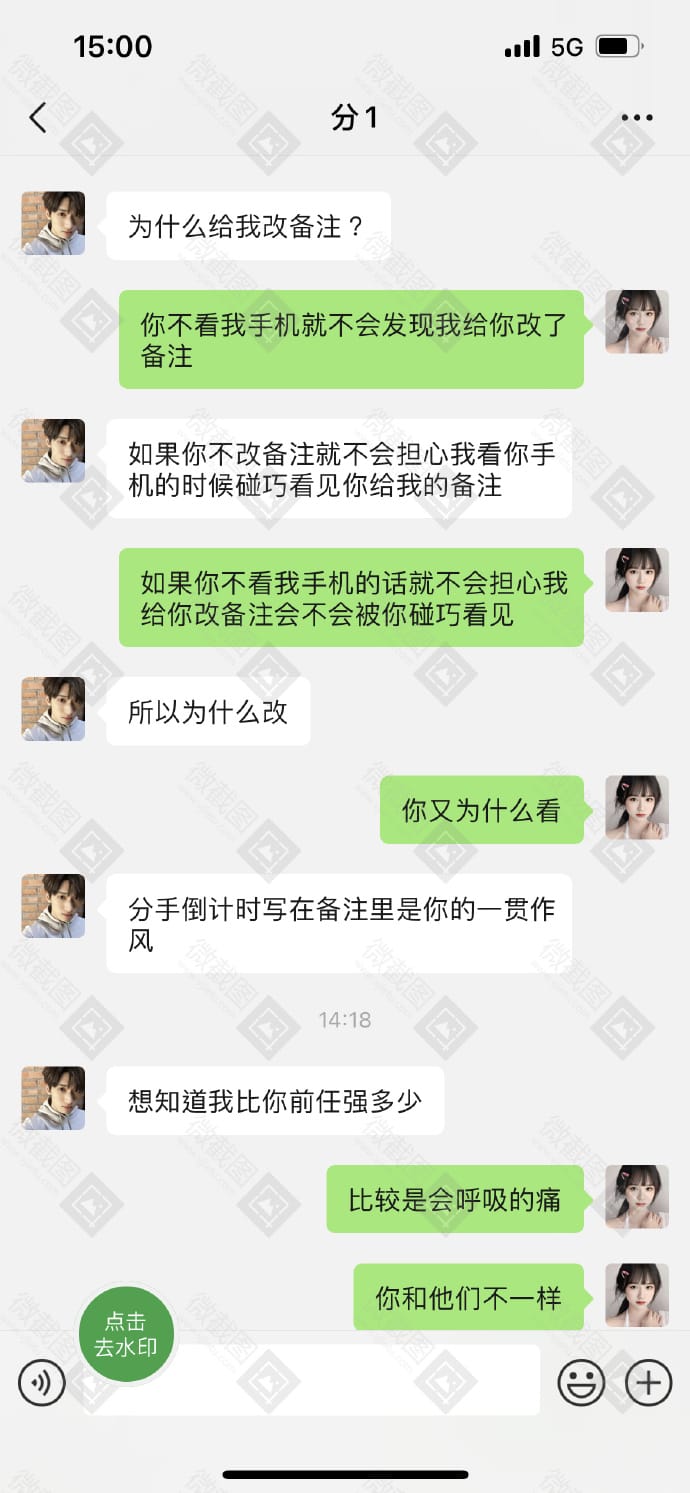 15:00
5G
分1
为什么给我改备注？
你不看我手机就不会发现我给你改了
备注
如果你不改备注就不会担心我看你手
机的时候碰巧看见你给我的备注
如果你不看我手机的话就不会担心我
给你改备注会不会被你碰巧看见
所以为什么改
你又为什么看
分手倒计时写在备注里是你的一贯作
风
14:18
想知道我比你前任强多少
比较是会呼吸的痛
你和他们不一样
点击
去水印
微截图